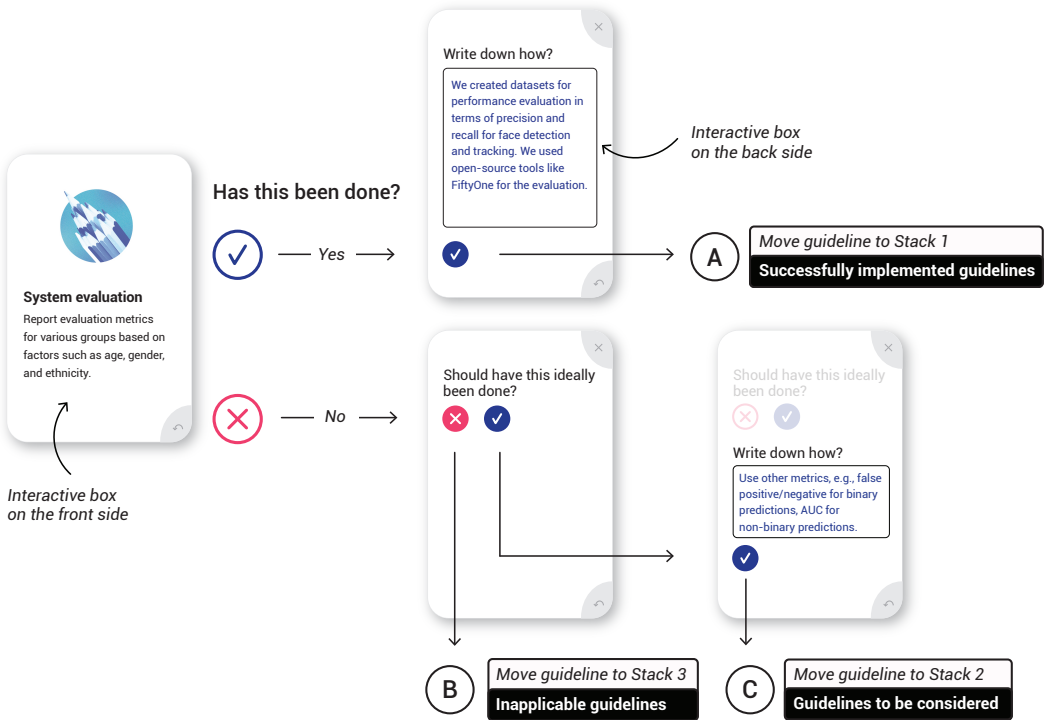 System evaluation
Report evaluation metrics
for various groups based on
factors such as age, gender,
and ethnicity.
Interactive box
on the front side
Has this been done?
Yes
No
Write down how?
We created datasets for
performance evaluation in
terms of precision and
recall for face detection
and tracking. We used
open-source tools like
FiftyOne for the evaluation.
Interactive box
on the back side
A
Move guideline to Stack 1
Successfully implemented guidelines
Should have this ideally
been done?
Should have this ideally
been done?
Write down how?
Use other metrics, e.g., false
positive/negative for binary
predictions, AUC for
non-binary predictions.
B
Move guideline to Stack 3
Inapplicable guidelines
C
Move guideline to Stack 2
Guidelines to be considered